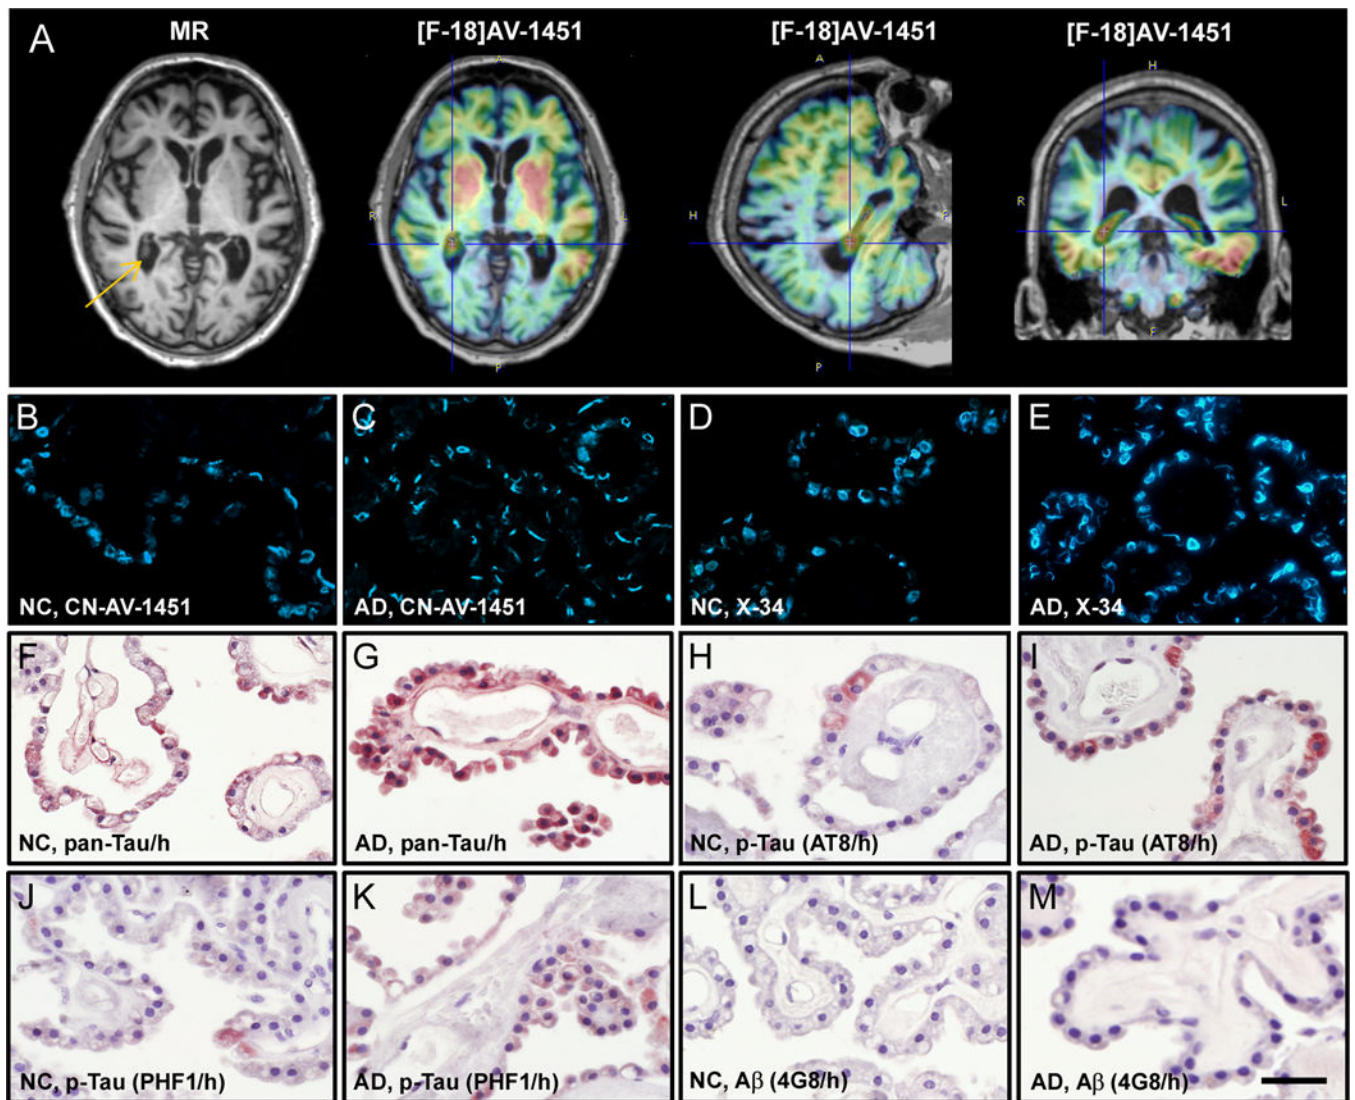 A
MR
[F-18]AV-1451
[F-18]AV-1451
[F-18]AV-1451
A
R
L
P
A
H
P
P
H
R
L
F
B
NC, CN-AV-1451
C
AD, CN-AV-1451
D
NC, X-34
E
AD, X-34
F
NC, pan-Tau/h
G
AD, pan-Tau/h
H
NC, p-Tau (AT8/h)
I
AD, p-Tau (AT8/h)
J
NC, p-Tau (PHF1/h)
K
AD, p-Tau (PHF1/h)
L
NC, Aβ (4G8/h)
M
AD, Aβ (4G8/h)